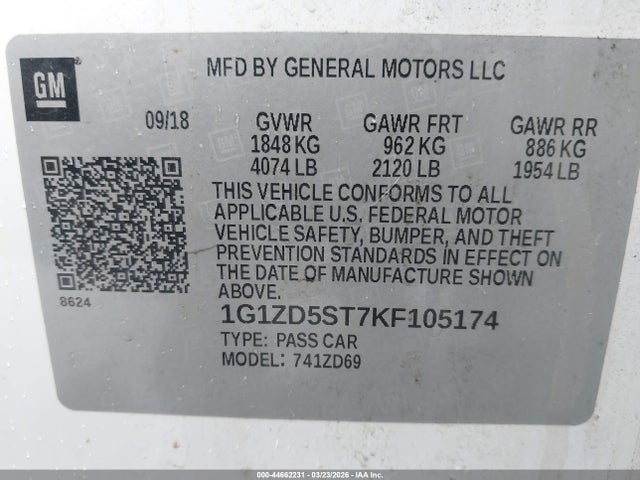 GM
MFD BY GENERAL MOTORS LLC
09/18 GVWR GAWR FRT GAWR RR
1848 KG 962 KG 886 KG
4074 LB 2120 LB 1954 LB
THIS VEHICLE CONFORMS TO ALL
APPLICABLE U.S. FEDERAL MOTOR
VEHICLE SAFETY, BUMPER, AND THEFT
PREVENTION STANDARDS IN EFFECT ON
THE DATE OF MANUFACTURE SHOWN
ABOVE.
8624
1G1ZD5ST7KF105174
TYPE: PASS CAR
MODEL: 741ZD69
000-44662231 - 03/23/2026 - IAA Inc.